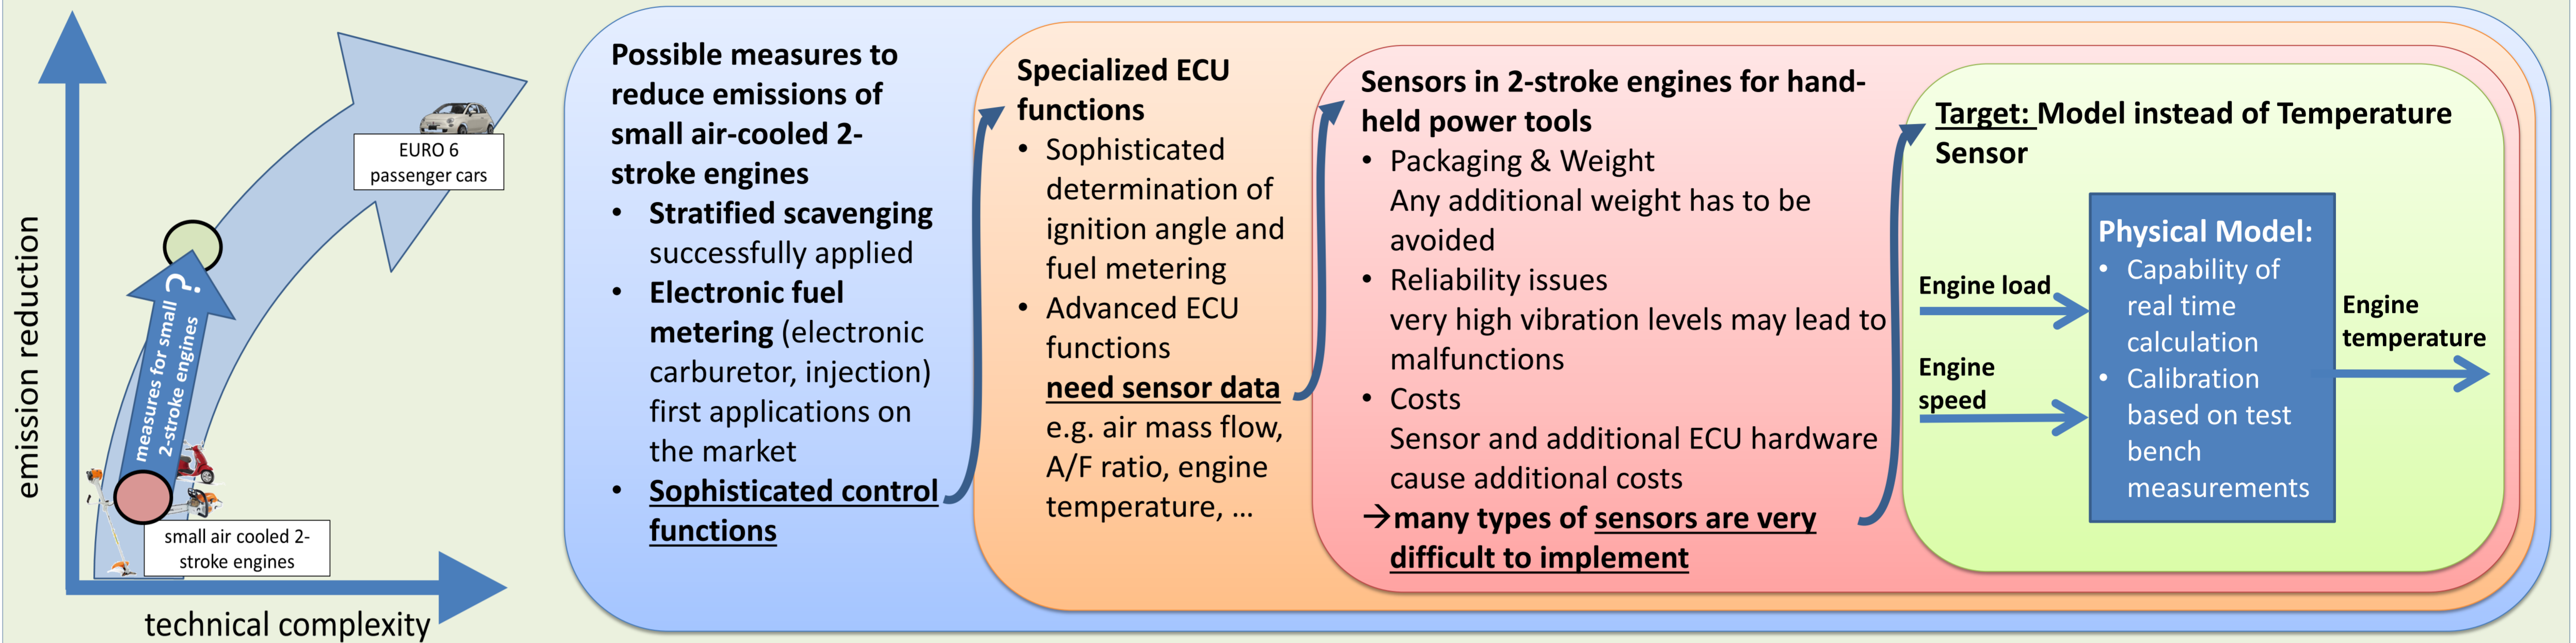 emission reduction
technical complexity
EURO 6
passenger cars
measures for small
2-stroke engines
?
small air cooled 2-
stroke engines
Possible measures to
reduce emissions of
small air-cooled 2-
stroke engines
• Stratified scavenging
successfully applied
• Electronic fuel
metering (electronic
carburetor, injection)
first applications on
the market
• Sophisticated control
functions
Specialized ECU
functions
• Sophisticated
determination of
ignition angle and
fuel metering
• Advanced ECU
functions
need sensor data
e.g. air mass flow,
A/F ratio, engine
temperature, ...
Sensors in 2-stroke engines for hand-
held power tools
• Packaging & Weight
Any additional weight has to be
avoided
• Reliability issues
very high vibration levels may lead to
malfunctions
• Costs
Sensor and additional ECU hardware
cause additional costs
→many types of sensors are very
difficult to implement
Target: Model instead of Temperature
Sensor
Engine load
Engine
speed
Physical Model:
• Capability of
real time
calculation
• Calibration
based on test
bench
measurements
Engine
temperature